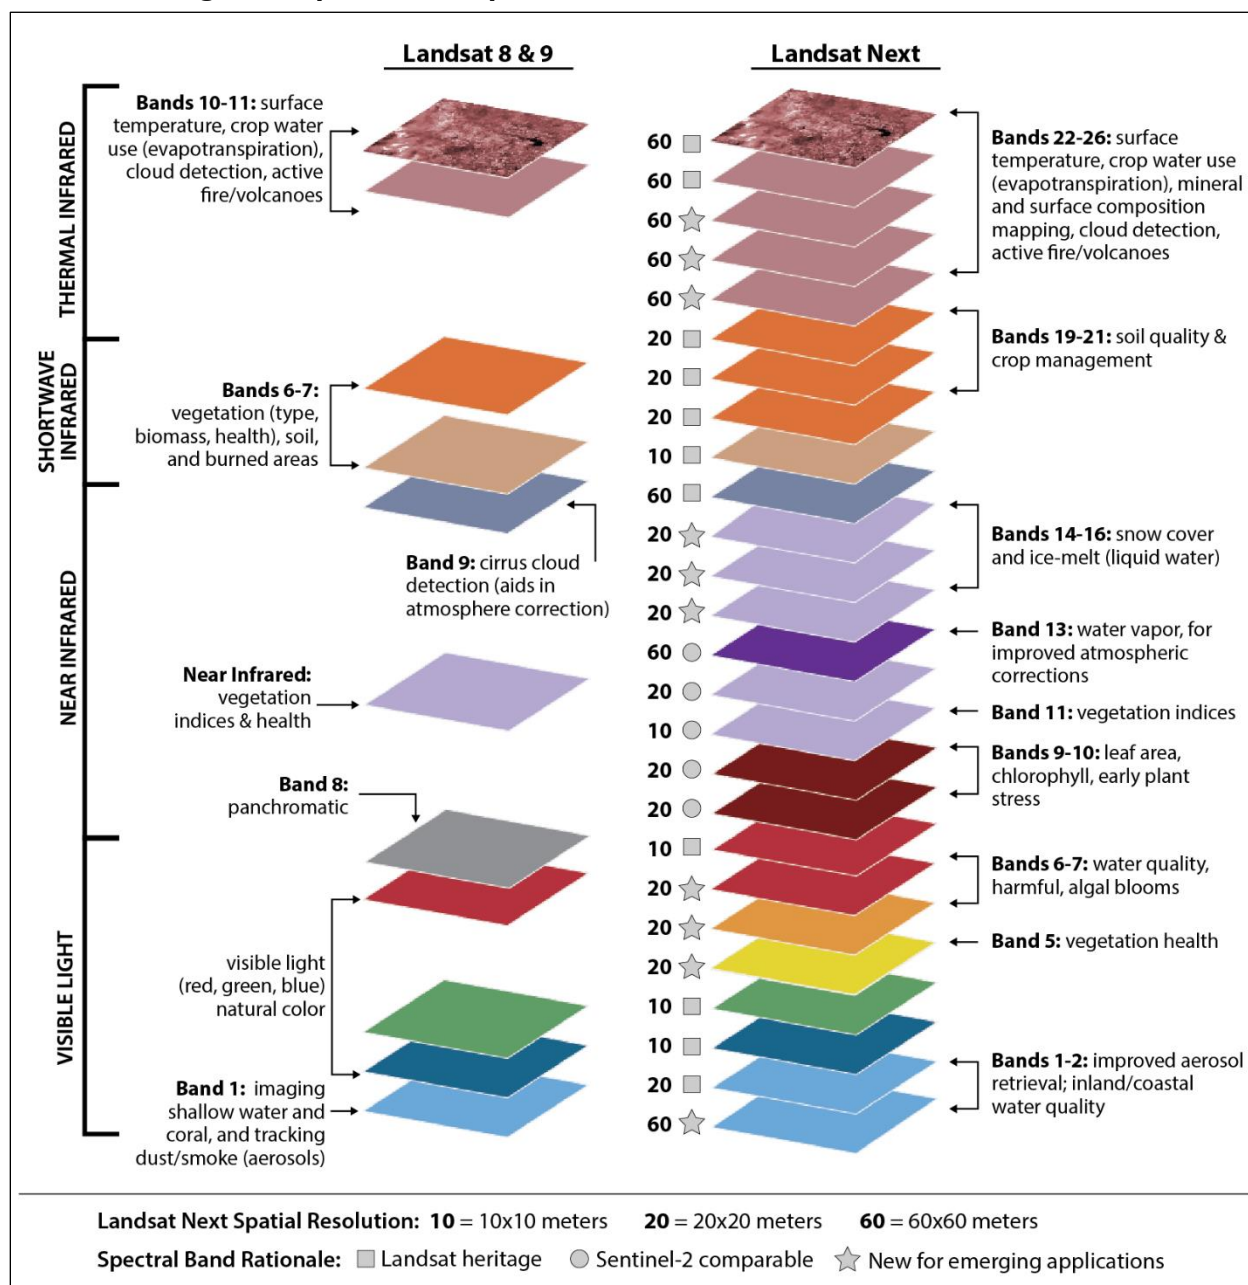 Landsat 8 & 9
Landsat Next
THERMAL INFRARED
SHORTWAVE
INFRARED
NEAR INFRARED
VISIBLE LIGHT
Bands 10-11: surface
temperature, crop water
use (evapotranspiration),
cloud detection, active
fire/volcanoes
Bands 6-7:
vegetation (type,
biomass, health), soil,
and burned areas
Band 9: cirrus cloud
detection (aids in
atmosphere correction)
Near Infrared:
vegetation
indices & health
Band 8:
panchromatic
visible light
(red, green, blue)
natural color
Band 1: imaging
shallow water and
coral, and tracking
dust/smoke (aerosols)
60
60
60
60
60
20
20
20
10
60
20
20
20
60
20
10
20
20
10
20
20
20
10
10
20
60
Bands 22-26: surface
temperature, crop water use
(evapotranspiration), mineral
and surface composition
mapping, cloud detection,
active fire/volcanoes
Bands 19-21: soil quality &
crop management
Bands 14-16: snow cover
and ice-melt (liquid water)
Band 13: water vapor, for
improved atmospheric
corrections
Band 11: vegetation indices
Bands 9-10: leaf area,
chlorophyll, early plant
stress
Bands 6-7: water quality,
harmful, algal blooms
Band 5: vegetation health
Bands 1-2: improved aerosol
retrieval; inland/coastal
water quality
Landsat Next Spatial Resolution: 10 = 10x10 meters 20 = 20x20 meters 60 = 60x60 meters
Spectral Band Rationale: Landsat heritage Sentinel-2 comparable New for emerging applications